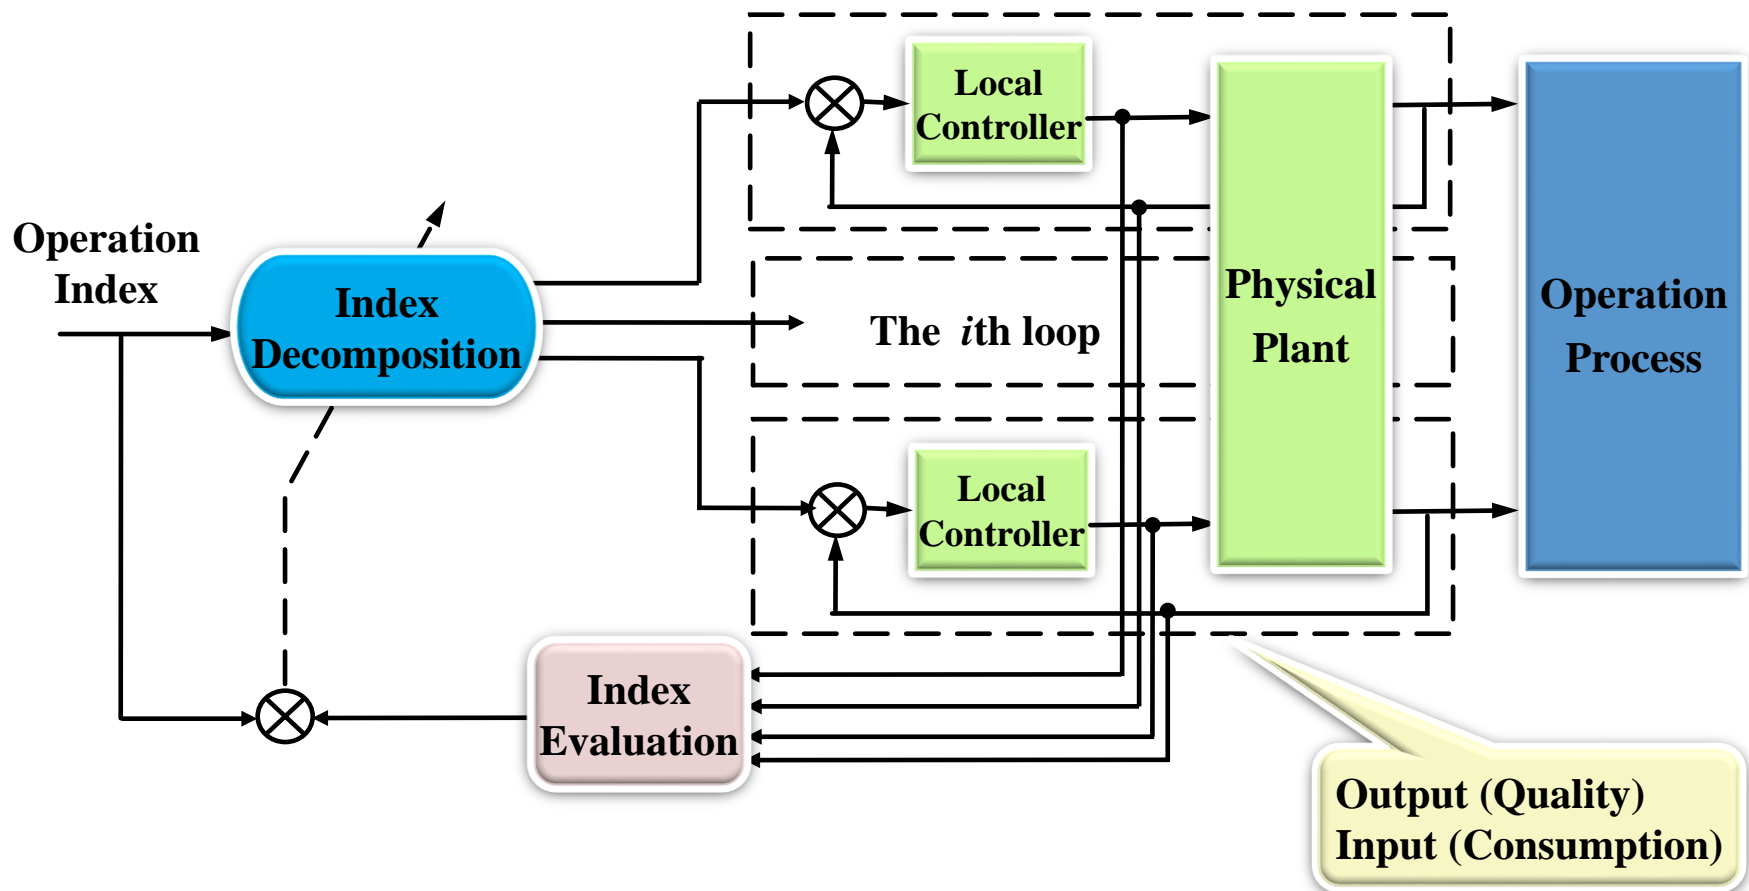 Local
Controller
Operation
Index
Index
Decomposition
The ith loop
Physical
Plant
Operation
Process
Local
Controller
Index
Evaluation
Output (Quality)
Input (Consumption)